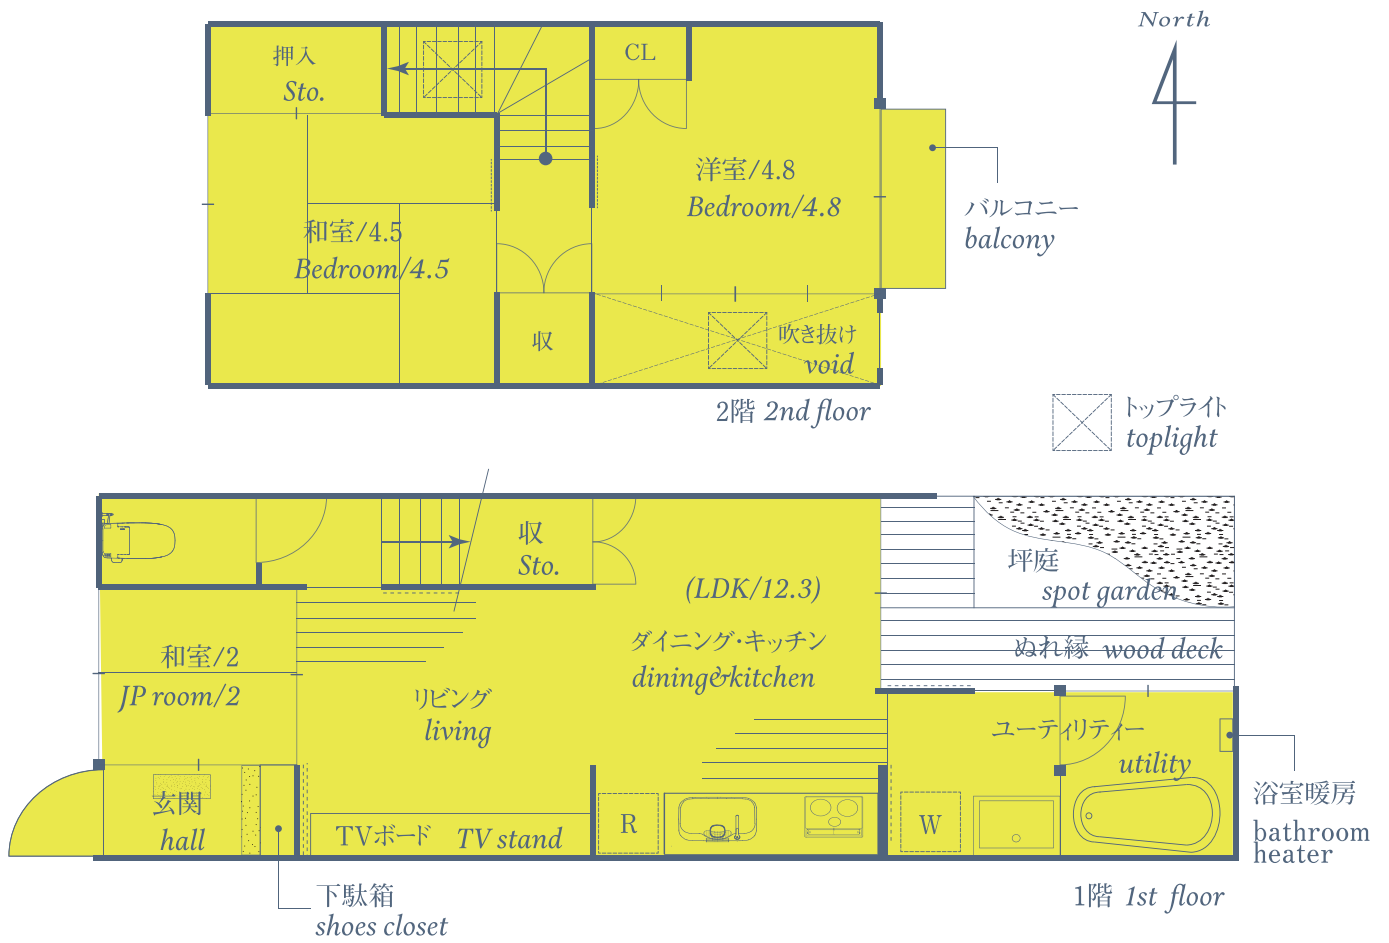 North
押入
Sto.
CL
洋室/4.8
Bedroom/4.8
バルコニー
balcony
和室/4.5
Bedroom/4.5
収
吹き抜け
void
2階 2nd floor
トップライト
toplight
収
Sto.
(LDK/12.3)
ダイニング・キッチン
dining&kitchen
坪庭
spot garden
ぬれ縁 wood deck
和室/2
JP room/2
リビング
living
ユーティリティー
utility
玄関
hall
TVボード TV stand
R
W
浴室暖房
bathroom
heater
下駄箱
shoes closet
1階 1st floor